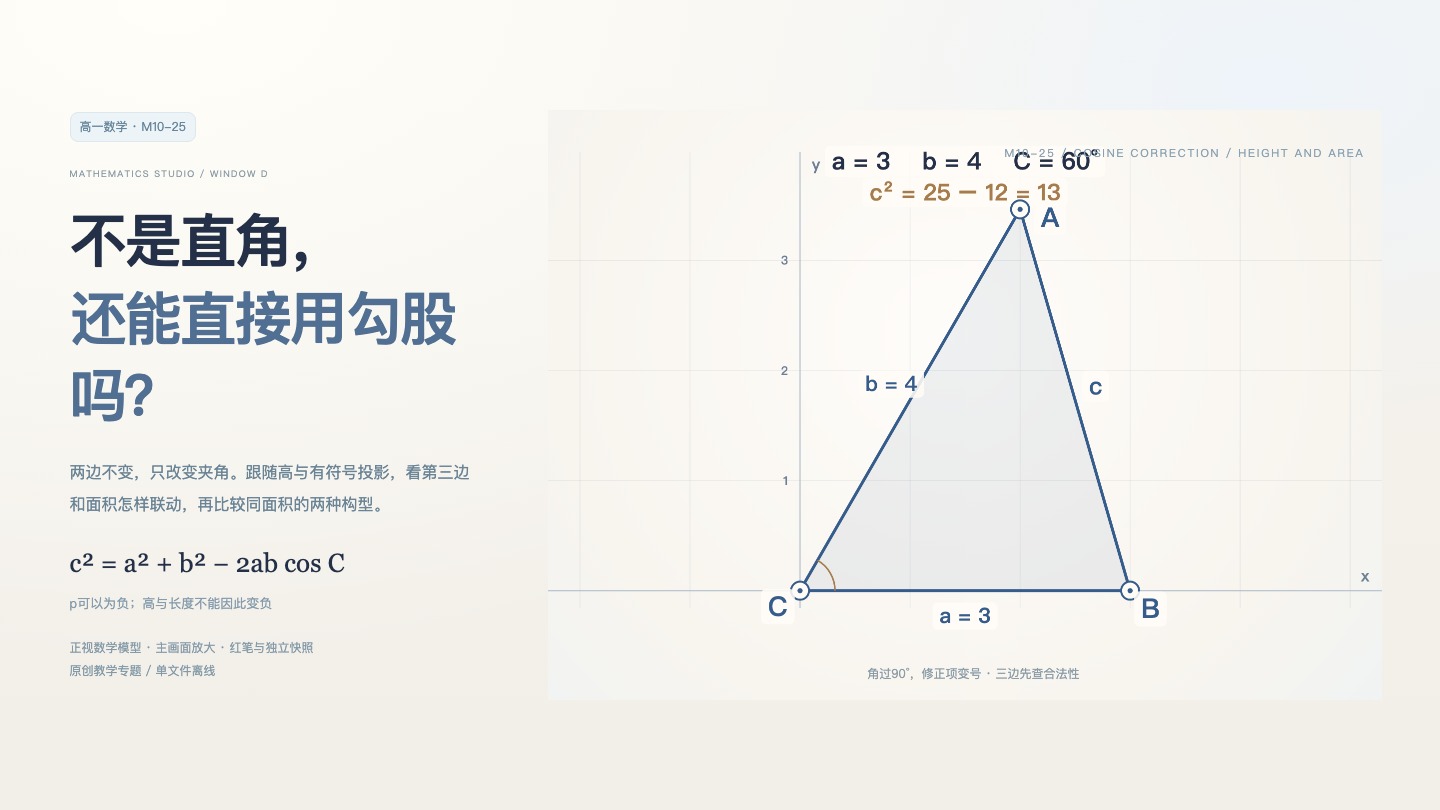 高一数学 · M10–25
MATHEMATICS STUDIO / WINDOW D
不是直角，
还能直接用勾股
吗？
两边不变，只改变夹角。跟随高与有符号投影，看第三边
和面积怎样联动，再比较同面积的两种构型。
c² = a² + b² − 2ab cos C
p可以为负；高与长度不能因此变负
正视数学模型 · 主画面放大 · 红笔与独立快照
原创教学专题 / 单文件离线
M10–25 / COSINE CORRECTION / HEIGHT AND AREA
y
a = 3 b = 4 C = 60°
c² = 25 − 12 = 13
A
3
2
b = 4
c
1
x
C
B
a = 3
角过90°，修正项变号 · 三边先查合法性